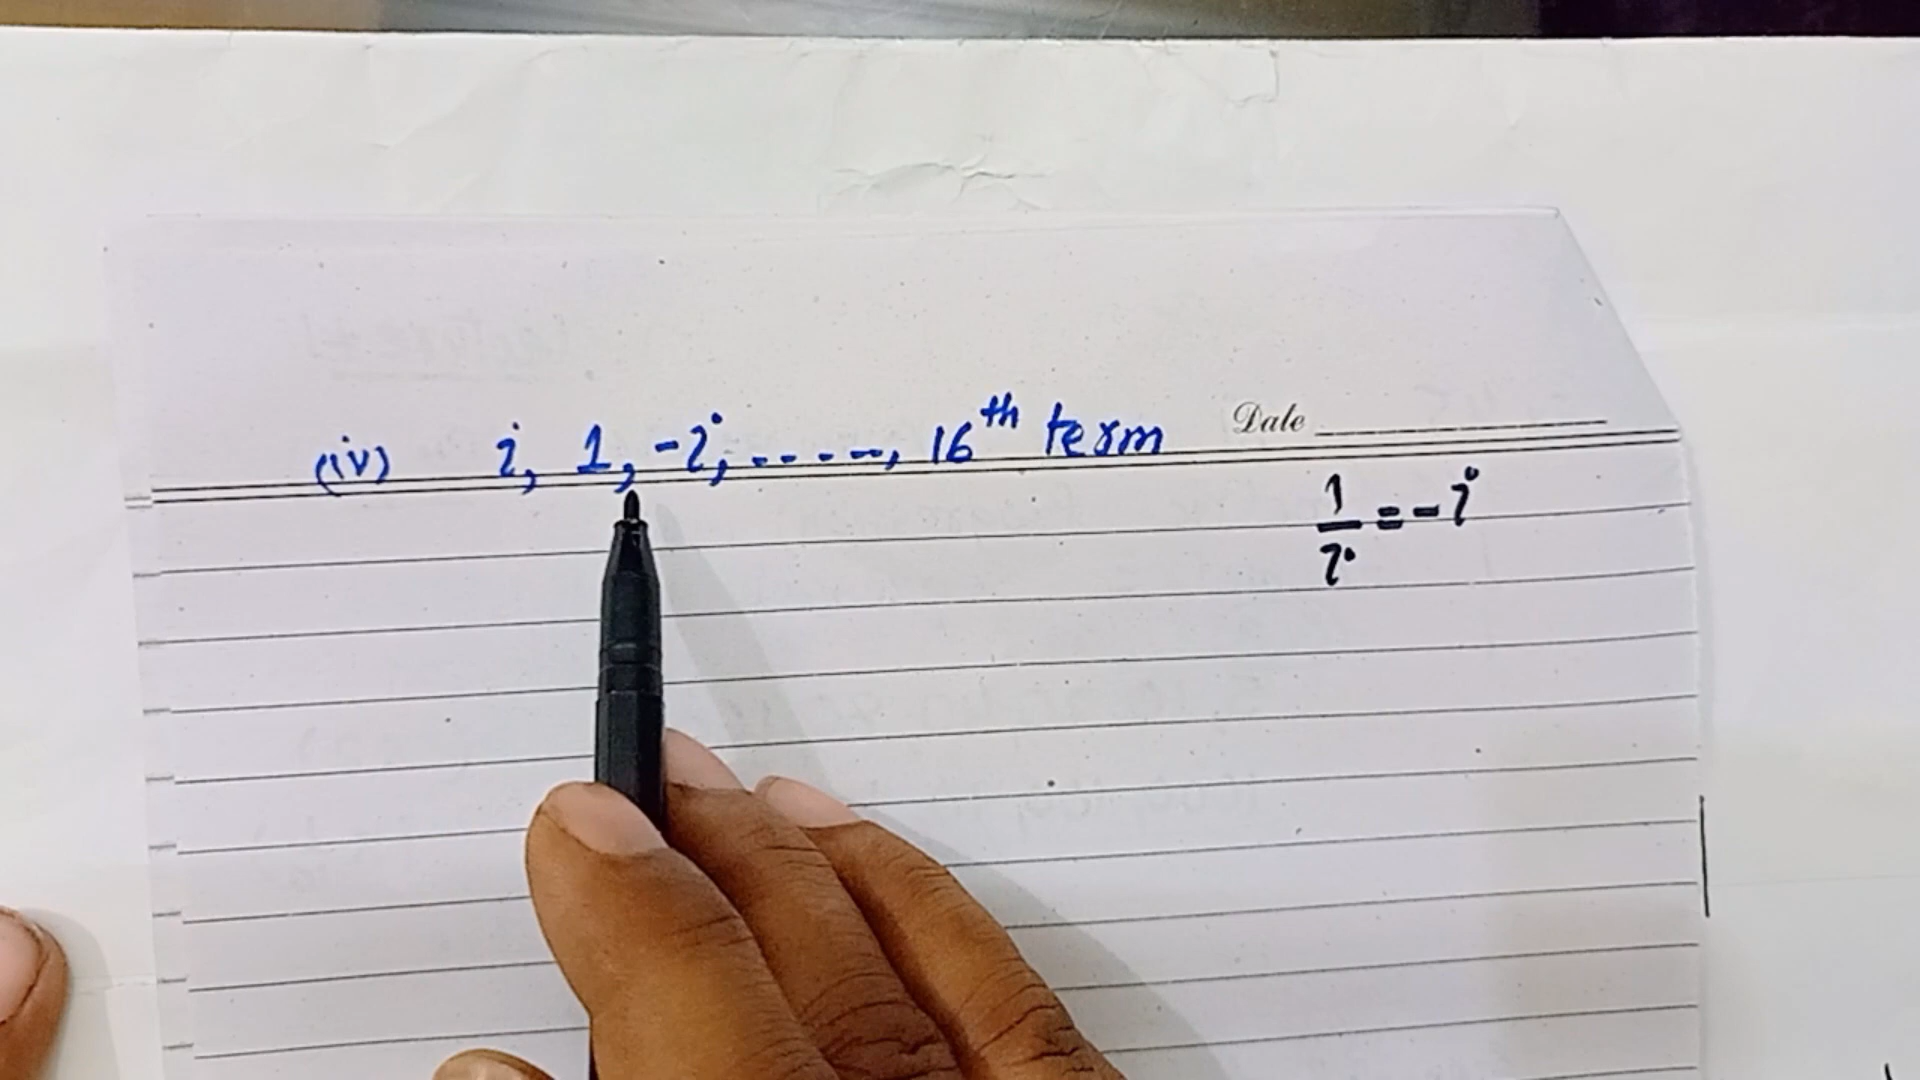 (iv) i, 1, -i, ....., 16th term
Date
1/i = -i